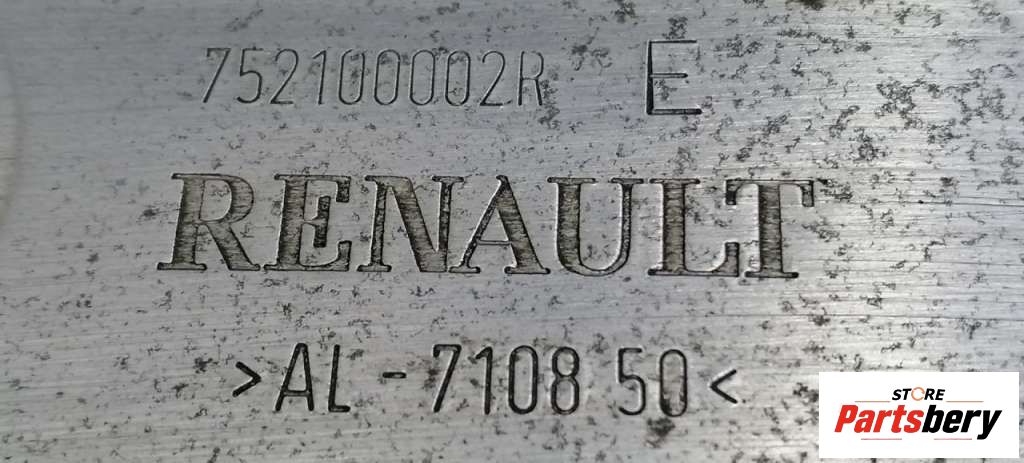 752100002R E
RENAULT
>AL-7108 50<
STORE
Partsbery